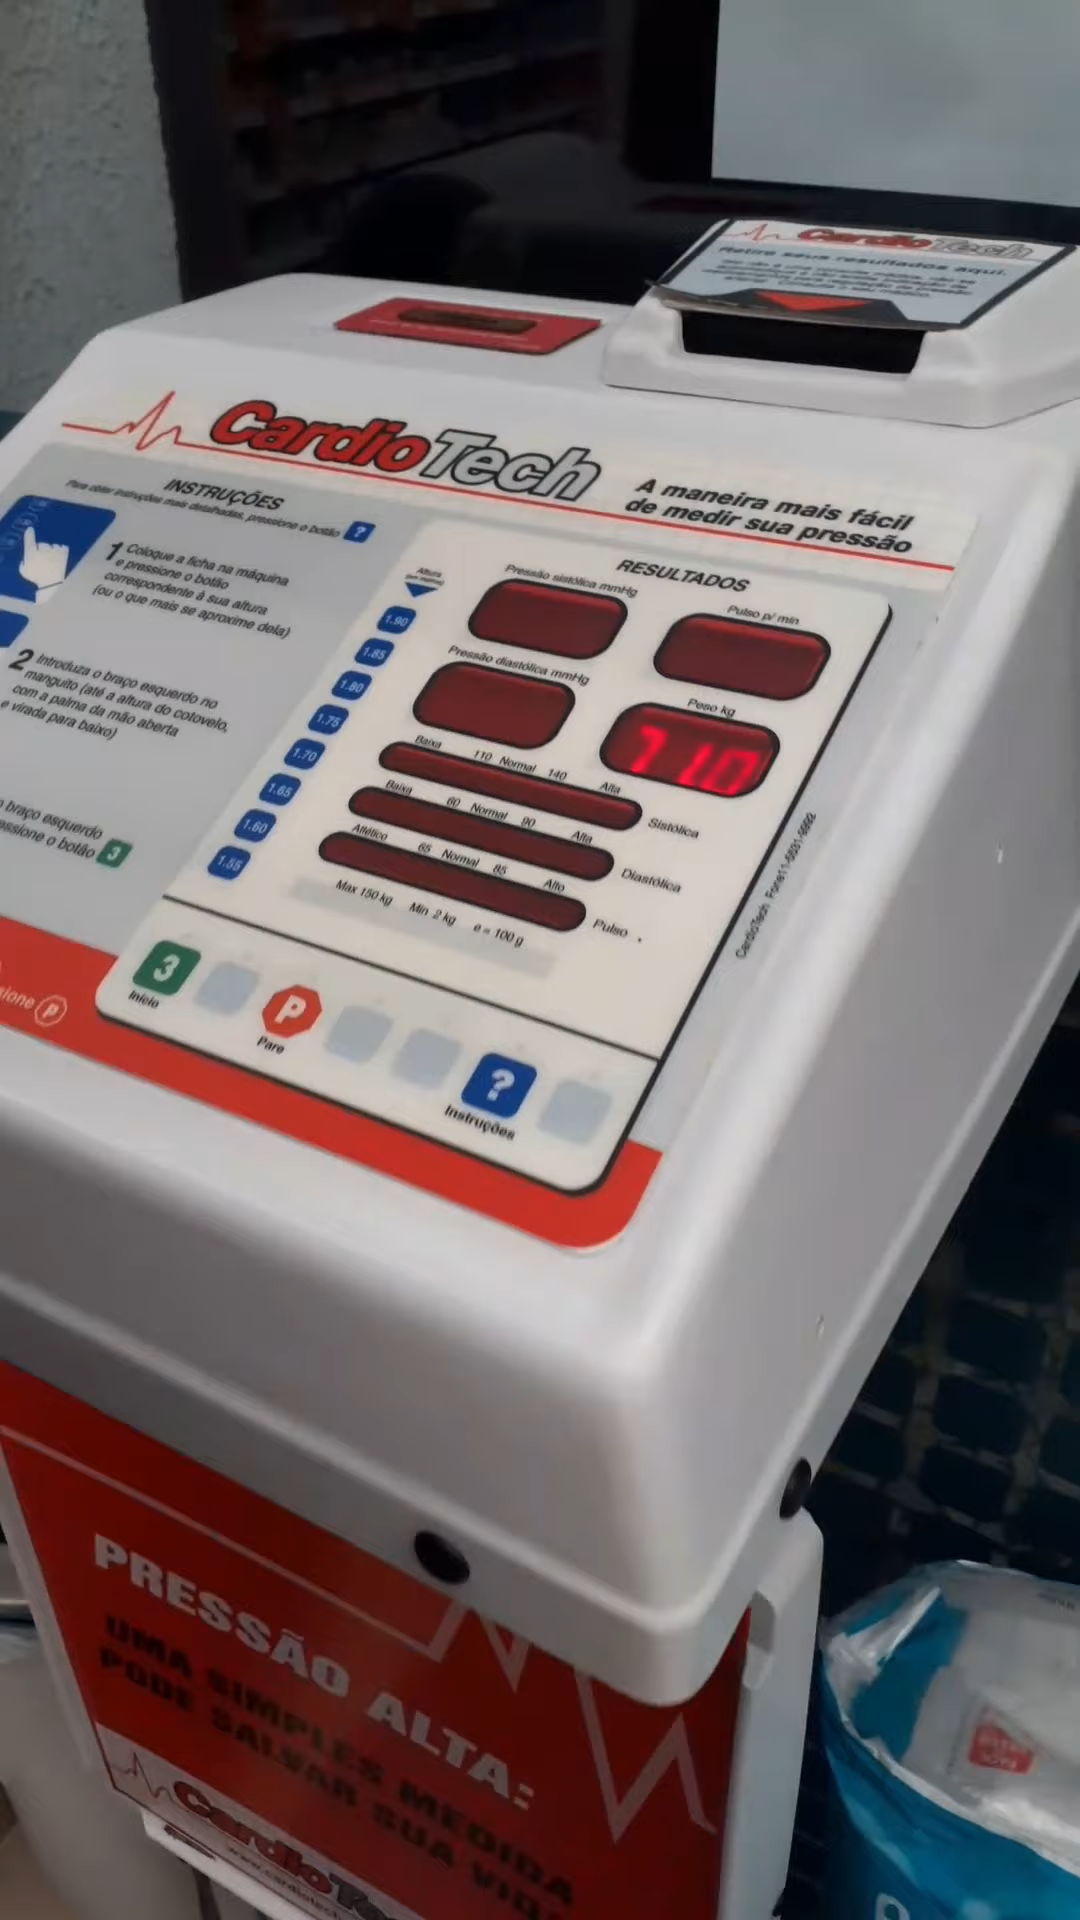 CardioTech
Retire seus resultados aqui.
CardioTech
A maneira mais fácil
de medir sua pressão
INSTRUÇÕES
Para obter instruções mais detalhadas, pressione o botão ?
1 Coloque a ficha na máquina
e pressione o botão
correspondente à sua altura
(ou o que mais se aproxime dela)
2 Introduza o braço esquerdo no
manguito (até a altura do cotovelo,
com a palma da mão aberta
e virada para baixo)
o braço esquerdo
essione o botão 3
sione P
Altura
1.90
1.85
1.80
1.75
1.70
1.65
1.60
1.55
RESULTADOS
Pressão sistólica mmHg
Pulso p/ min.
Pressão diastólica mmHg
Peso kg
71.0
Baixa 110 Normal 140 Alta
Sistólica
Baixa 60 Normal 90 Alta
Diastólica
Atlético 65 Normal 85 Alto
Pulso
Max 150 kg Min 2 kg e = 100 g
CardioTech
3
Início
P
Pare
?
Instruções
PRESSÃO ALTA:
UMA SIMPLES MEDIDA
PODE SALVAR SUA VIDA
CardioTe